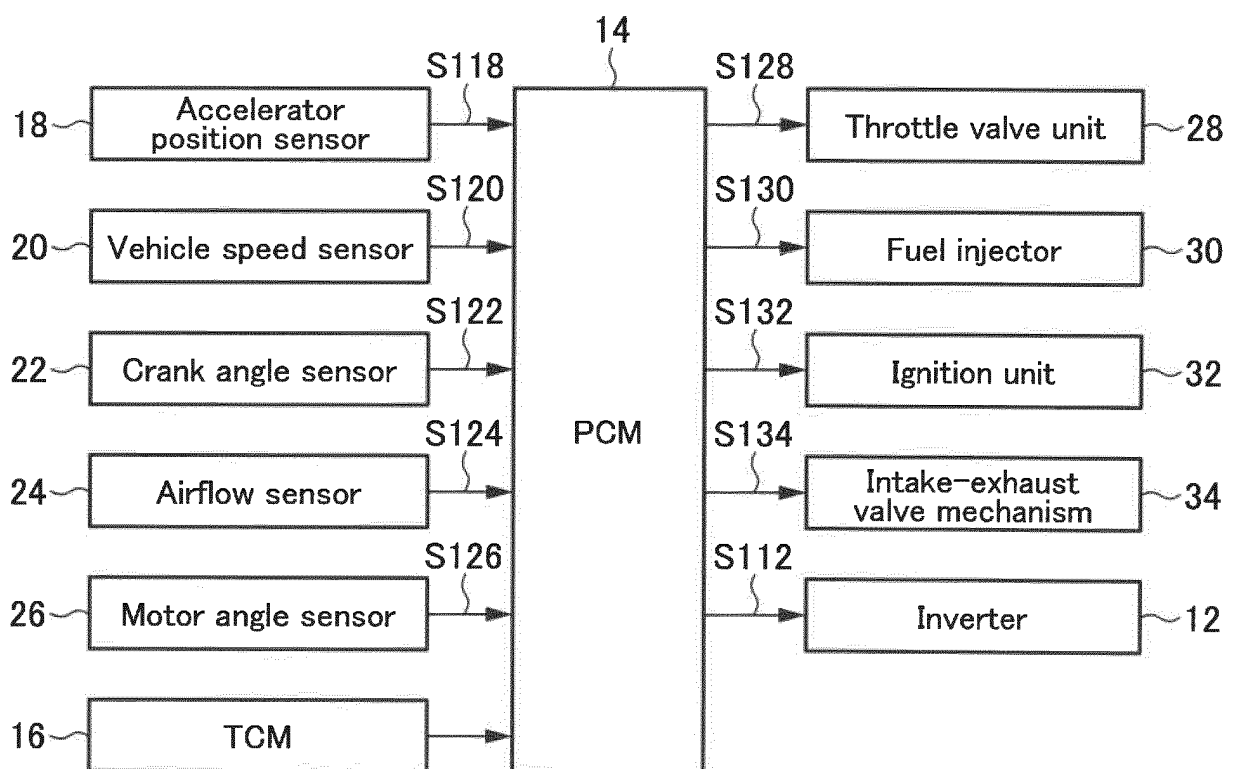 14
S118
S128
18
Accelerator
position sensor
Throttle valve unit
28
S120
S130
20
Vehicle speed sensor
Fuel injector
30
S122
S132
22
Crank angle sensor
Ignition unit
32
S124
PCM
S134
24
Airflow sensor
Intake-exhaust
valve mechanism
34
S126
S112
26
Motor angle sensor
Inverter
12
16
TCM